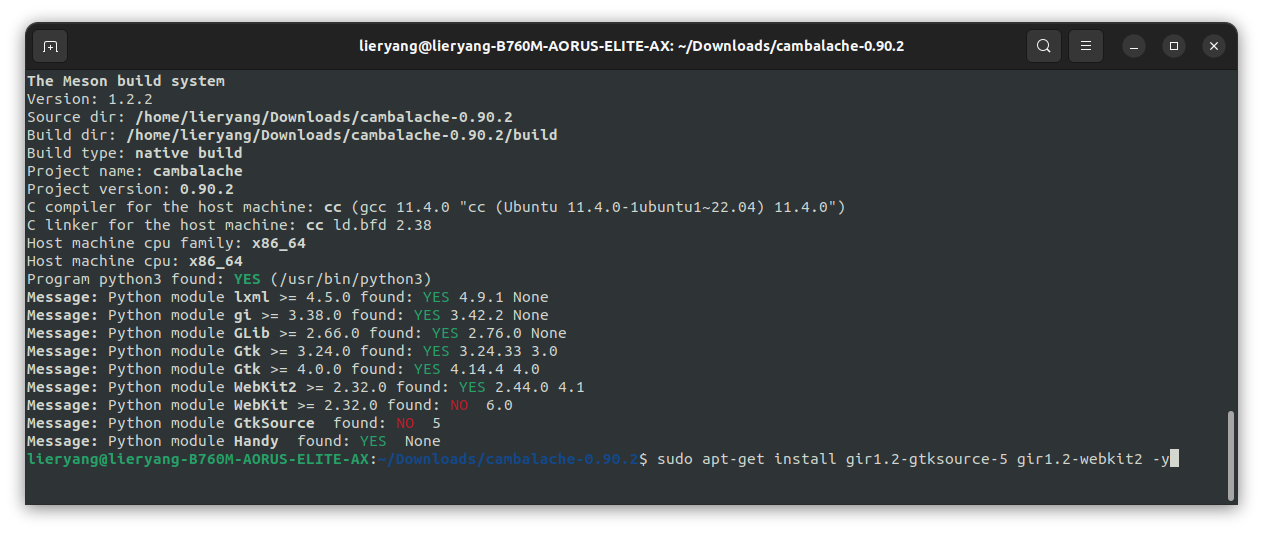 lieryang@lieryang-B760M-AORUS-ELITE-AX: ~/Downloads/cambalache-0.90.2
The Meson build system
Version: 1.2.2
Source dir: /home/lieryang/Downloads/cambalache-0.90.2
Build dir: /home/lieryang/Downloads/cambalache-0.90.2/build
Build type: native build
Project name: cambalache
Project version: 0.90.2
C compiler for the host machine: cc (gcc 11.4.0 "cc (Ubuntu 11.4.0-1ubuntu1~22.04) 11.4.0")
C linker for the host machine: cc ld.bfd 2.38
Host machine cpu family: x86_64
Host machine cpu: x86_64
Program python3 found: YES (/usr/bin/python3)
Message: Python module lxml >= 4.5.0 found: YES 4.9.1 None
Message: Python module gi >= 3.38.0 found: YES 3.42.2 None
Message: Python module GLib >= 2.66.0 found: YES 2.76.0 None
Message: Python module Gtk >= 3.24.0 found: YES 3.24.33 3.0
Message: Python module Gtk >= 4.0.0 found: YES 4.14.4 4.0
Message: Python module WebKit2 >= 2.32.0 found: YES 2.44.0 4.1
Message: Python module WebKit >= 2.32.0 found: NO  6.0
Message: Python module GtkSource  found: NO  5
Message: Python module Handy  found: YES  None
lieryang@lieryang-B760M-AORUS-ELITE-AX:~/Downloads/cambalache-0.90.2$ sudo apt-get install gir1.2-gtksource-5 gir1.2-webkit2 -y